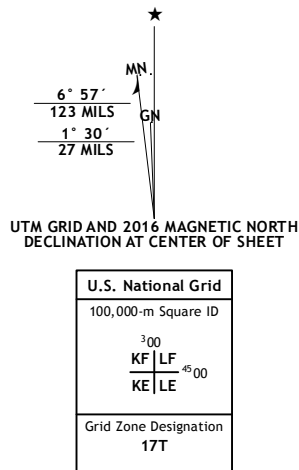 ★
MN
6° 57´
123 MILS
GN
1° 30´
27 MILS
UTM GRID AND 2016 MAGNETIC NORTH
DECLINATION AT CENTER OF SHEET
U.S. National Grid
100,000-m Square ID
³00
KF LF
⁴⁵00
KE LE
Grid Zone Designation
17T